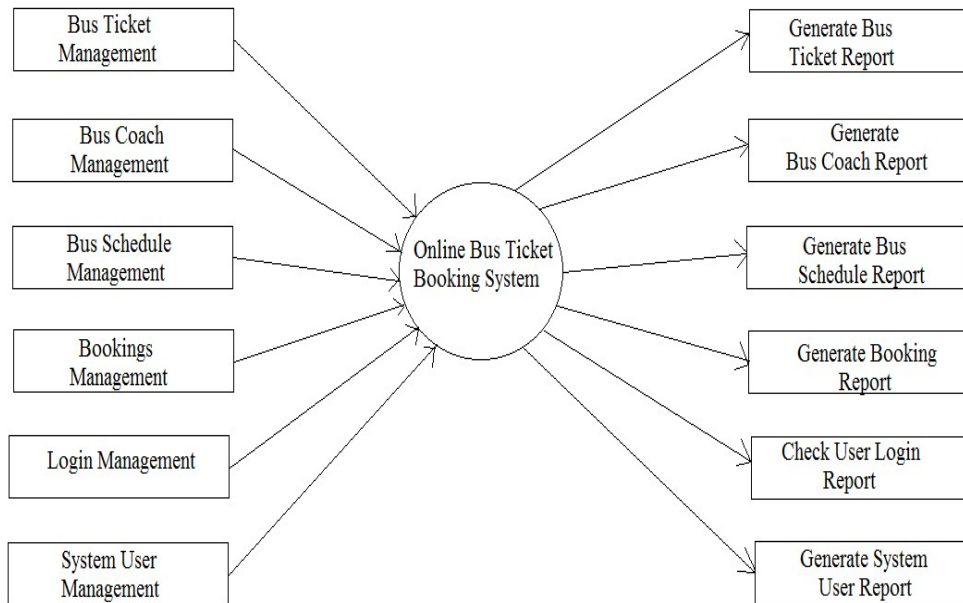 Bus Ticket
Management
Bus Coach
Management
Bus Schedule
Management
Bookings
Management
Login Management
System User
Management
Online Bus Ticket
Booking System
Generate Bus
Ticket Report
Generate
Bus Coach Report
Generate Bus
Schedule Report
Generate Booking
Report
Check User Login
Report
Generate System
User Report